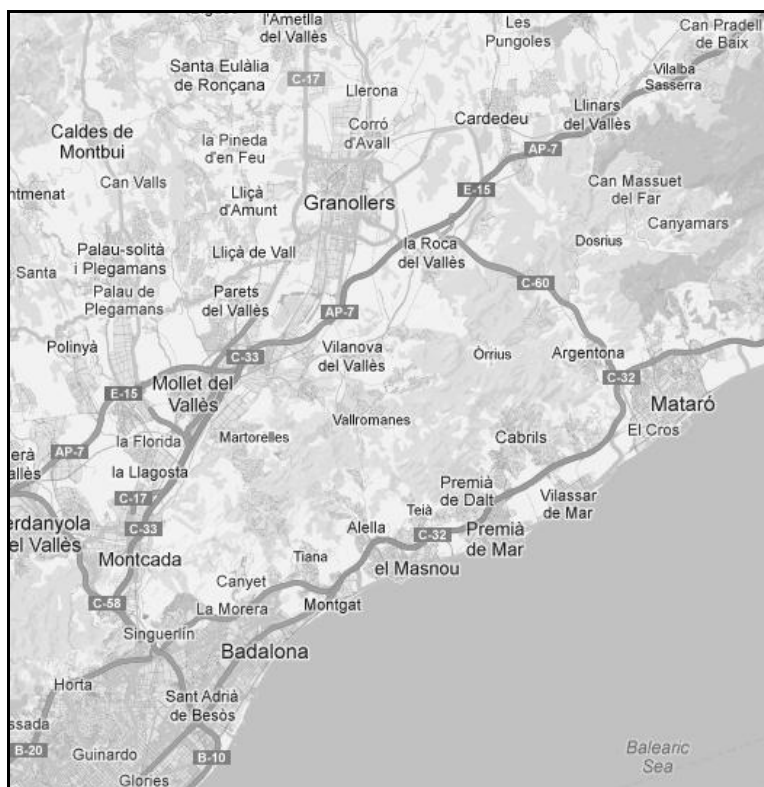 l'Ametlla
del Vallès
Les
Pungoles
Can Pradell
de Baix
Santa Eulàlia
de Ronçana
C-17
Llerona
Vilalba
Sasserra
Llinars
del Vallès
Caldes de
Montbui
la Pineda
d'en Feu
Corró
d'Avall
Cardedeu
AP-7
Can Valls
Lliçà
d'Amunt
Granollers
E-15
Can Massuet
del Far
Canyamars
Palau-solità
i Plegamans
Lliçà de Vall
la Roca
del Vallès
Dosrius
Santa
Palau de
Plegamans
Parets
del Vallès
C-60
AP-7
Polinyà
C-33
Vilanova
del Vallès
Òrrius
Argentona
C-32
E-15
Mollet del
Vallès
Mataró
Vallromanes
El Cros
la Florida
Martorelles
Cabrils
AP-7
la Llagosta
Premià
de Dalt
Vilassar
de Mar
C-17
C-33
Teià
Alella
C-32
Premià
de Mar
del Vallès
Montcada
Tiana
el Masnou
Canyet
C-58
La Morera
Montgat
Singuerlín
Badalona
Horta
Sant Adrià
de Besòs
B-20
Guinardo
B-10
Glories
Balearic
Sea